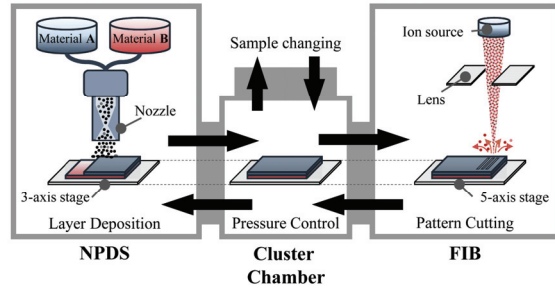 Material A
Material B
Nozzle
3-axis stage
Layer Deposition
NPDS
Sample changing
Pressure Control
Cluster
Chamber
Ion source
Lens
5-axis stage
Pattern Cutting
FIB